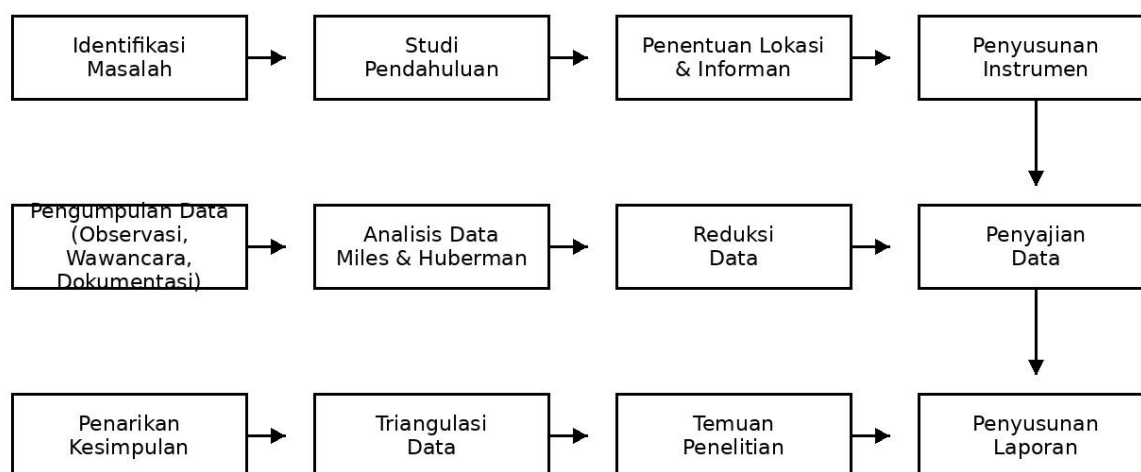 Identifikasi
Masalah
Studi
Pendahuluan
Penentuan Lokasi
& Informan
Penyusunan
Instrumen
Pengumpulan Data
(Observasi,
Wawancara,
Dokumentasi)
Analisis Data
Miles & Huberman
Reduksi
Data
Penyajian
Data
Penarikan
Kesimpulan
Triangulasi
Data
Temuan
Penelitian
Penyusunan
Laporan